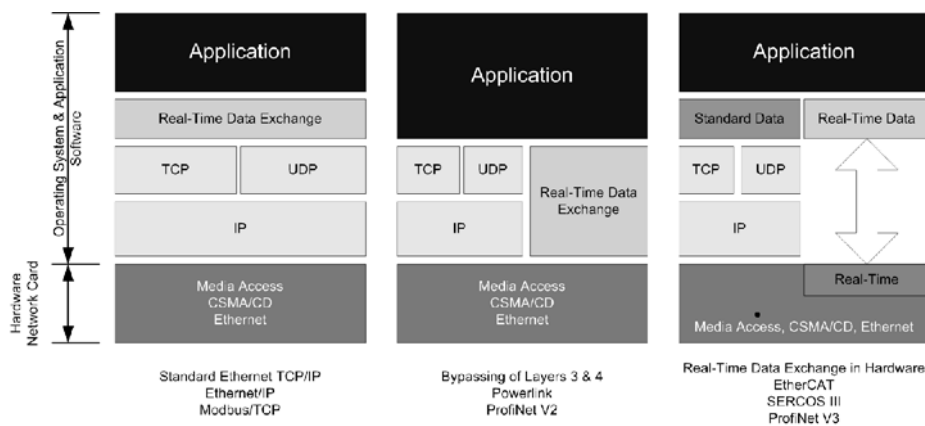 Operating System & Application
Software
Hardware
Network Card
Application
Real-Time Data Exchange
TCP
UDP
IP
Media Access
CSMA/CD
Ethernet
Standard Ethernet TCP/IP
Ethernet/IP
Modbus/TCP
Application
TCP
UDP
Real-Time Data
Exchange
IP
Media Access
CSMA/CD
Ethernet
Bypassing of Layers 3 & 4
Powerlink
ProfiNet V2
Application
Standard Data
Real-Time Data
TCP
UDP
IP
Real-Time
Media Access, CSMA/CD, Ethernet
Real-Time Data Exchange in Hardware
EtherCAT
SERCOS III
ProfiNet V3